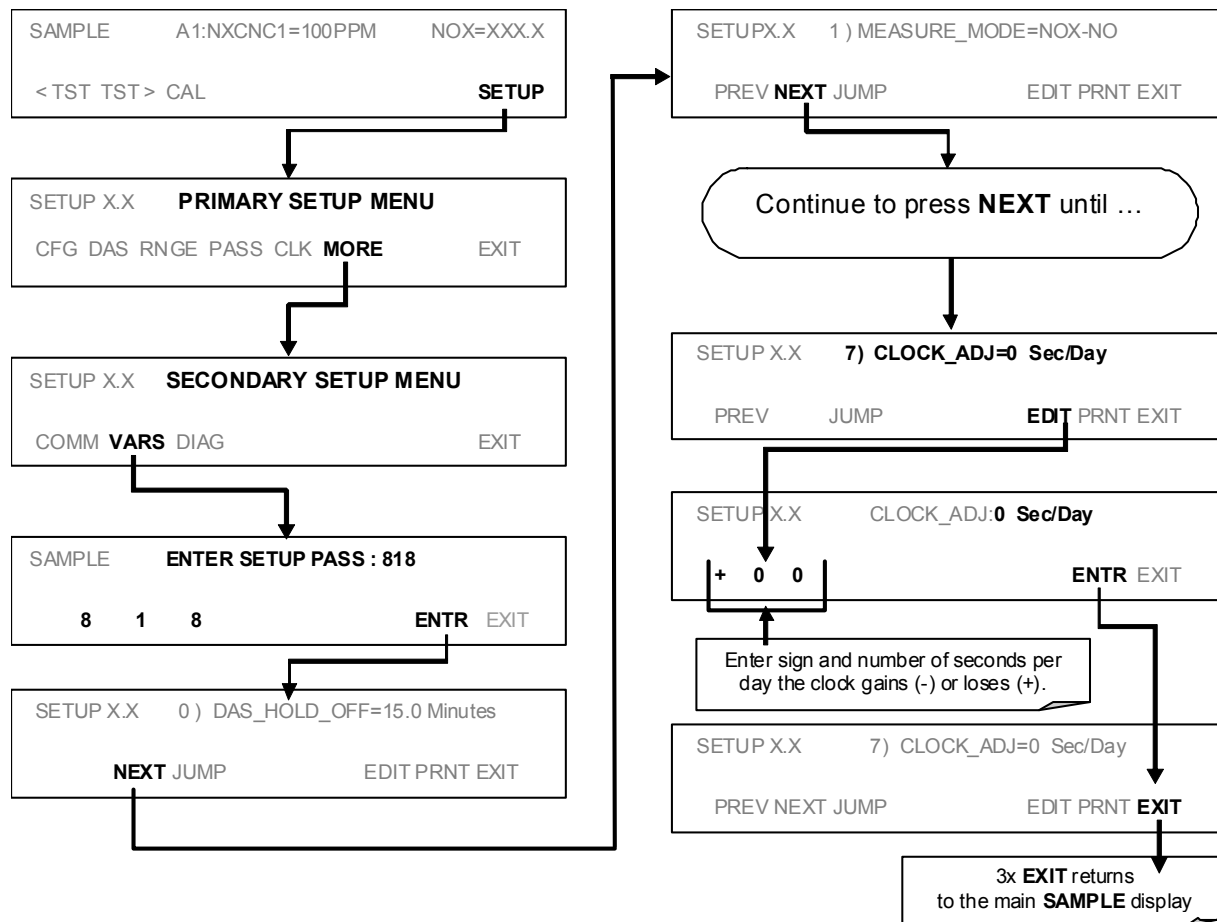 SAMPLE A1:NXCNC1=100PPM NOX=XXX.X
< TST TST > CAL SETUP
SETUP X.X PRIMARY SETUP MENU
CFG DAS RNGE PASS CLK MORE EXIT
SETUP X.X SECONDARY SETUP MENU
COMM VARS DIAG EXIT
SAMPLE ENTER SETUP PASS : 818
8 1 8 ENTR EXIT
SETUP X.X 0 ) DAS_HOLD_OFF=15.0 Minutes
NEXT JUMP EDIT PRNT EXIT
SETUPX.X 1 ) MEASURE_MODE=NOX-NO
PREV NEXT JUMP EDIT PRNT EXIT
Continue to press NEXT until …
SETUP X.X 7) CLOCK_ADJ=0 Sec/Day
PREV JUMP EDIT PRNT EXIT
SETUP X.X CLOCK_ADJ:0 Sec/Day
+ 0 0 ENTR EXIT
Enter sign and number of seconds per
day the clock gains (-) or loses (+).
SETUP X.X 7) CLOCK_ADJ=0 Sec/Day
PREV NEXT JUMP EDIT PRNT EXIT
3x EXIT returns
to the main SAMPLE display